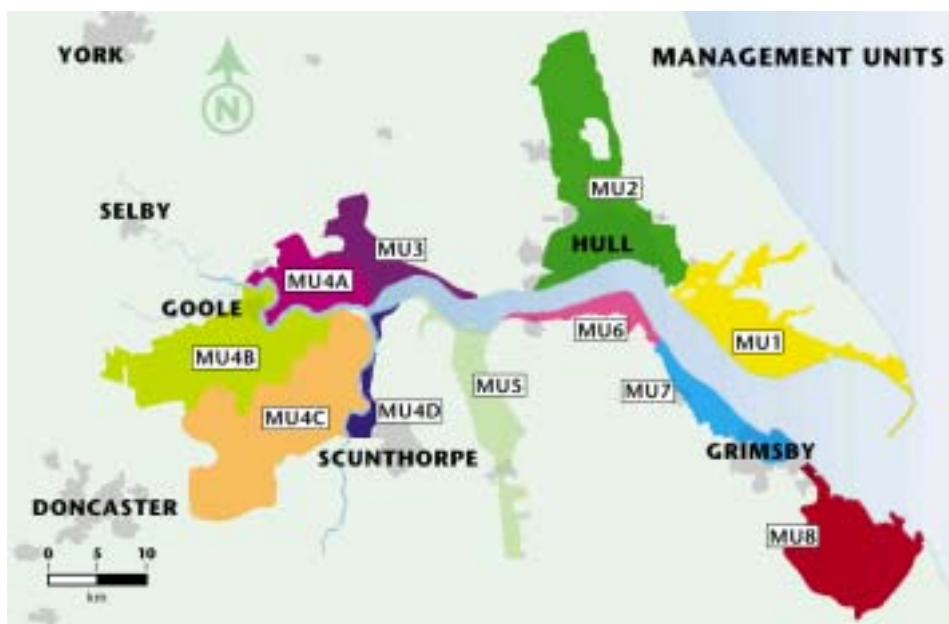 YORK
MANAGEMENT UNITS
N
MU2
SELBY
MU3
HULL
MU4A
GOOLE
MU6
MU1
MU4B
MU5
MU7
MU4C
MU4D
GRIMSBY
SCUNTHORPE
DONCASTER
MU8
0 5 10
km